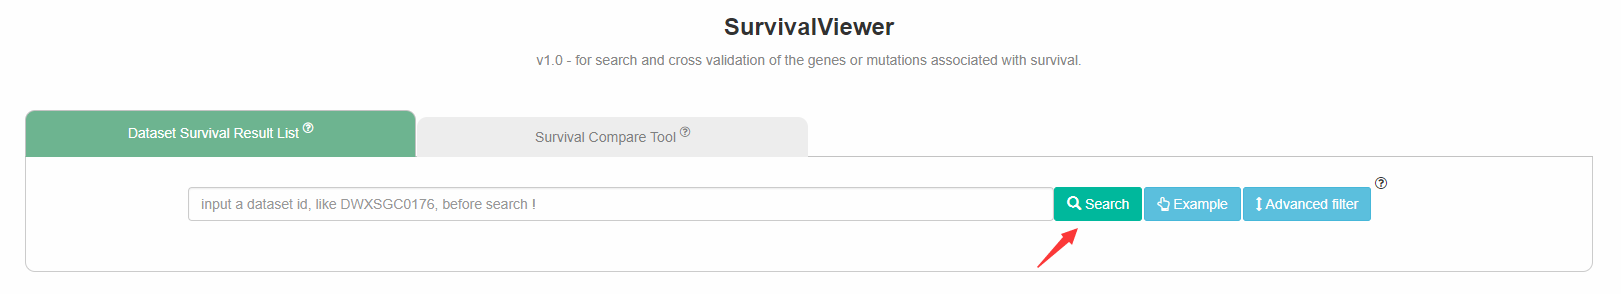 SurvivalViewer
v1.0 - for search and cross validation of the genes or mutations associated with survival.
Dataset Survival Result List ?
Survival Compare Tool ?
input a dataset id, like DWXSGC0176, before search ! Search Example Advanced filter ?